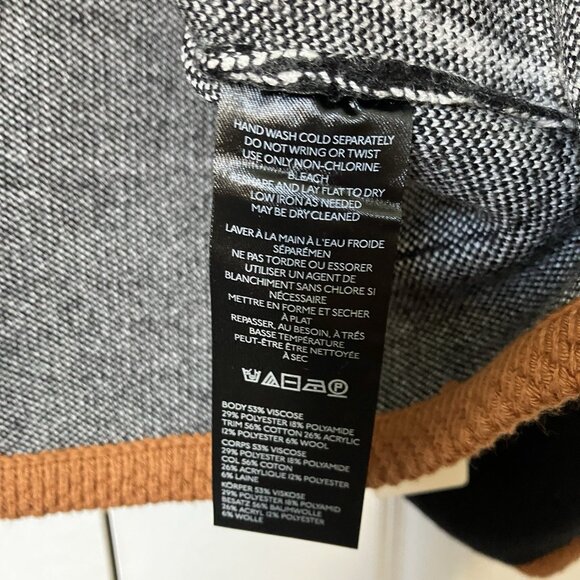 HAND WASH COLD SEPARATELY
DO NOT WRING OR TWIST
USE ONLY NON-CHLORINE
BLEACH
AND LAY FLAT TO DRY
LOW IRON AS NEEDED
MAY BE DRY CLEANED
LAVER À LA MAIN À L'EAU FROIDE
SÉPARÉMEN
NE PAS TORDRE OU ESSORER
UTILISER UN AGENT DE
BLANCHIMENT SANS CHLORE SI
NÉCESSAIRE
METTRE EN FORME ET SECHER
À PLAT
REPASSER, AU BESOIN, À TRÉS
BASSE TEMPÉRATURE
PEUT-ÊTRE ÊTRE NETTOYÉE
À SEC
BODY 53% VISCOSE
29% POLYESTER 18% POLYAMIDE
TRIM 56% COTTON 26% ACRYLIC
12% POLYESTER 6% WOOL
CORPS 53% VISCOSE
29% POLYESTER 18% POLYAMIDE
COL 56% COTON
26% ACRYLIQUE 12% POLYESTER
6% LAINE
KÖRPER 53% VISKOSE
29% POLYESTER 18% POLYAMID
BESATZ 56% BAUMWOLLE
26% ACRYL 12% POLYESTER
6% WOLLE